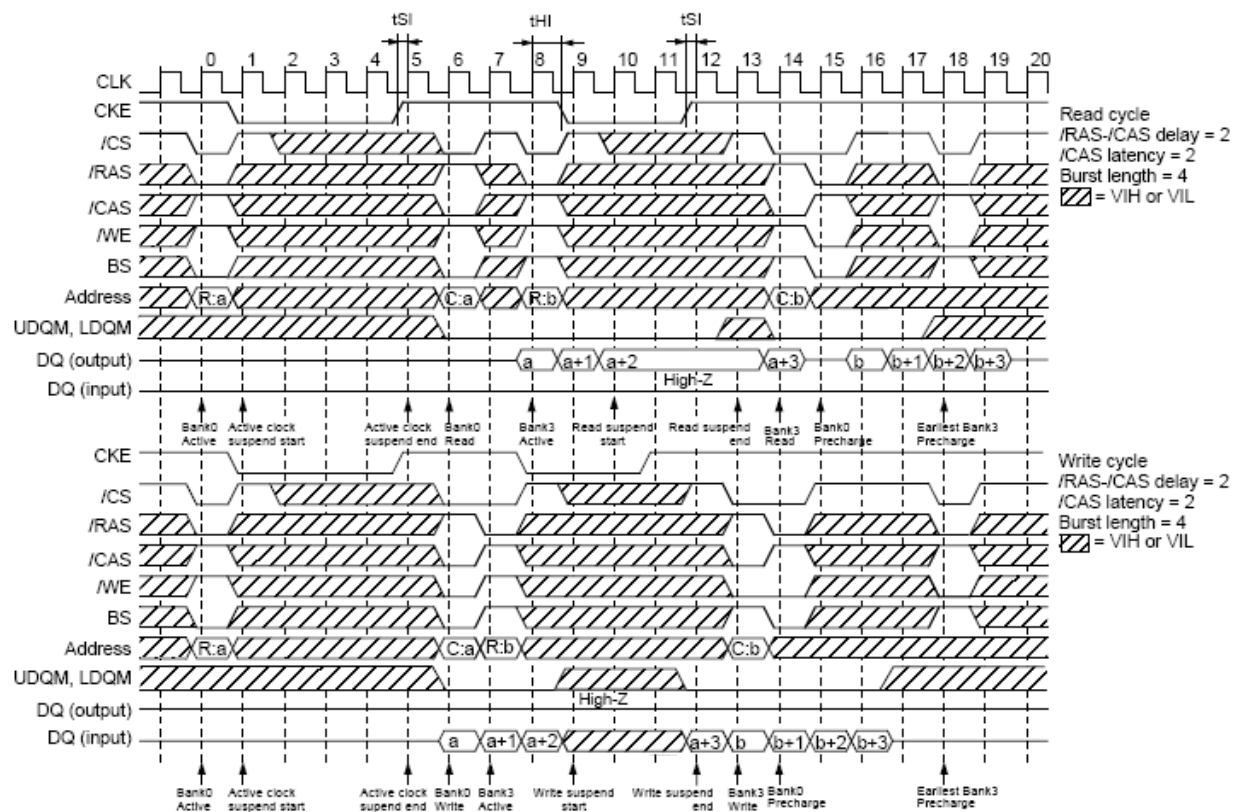 tSI tHI tSI
0 1 2 3 4 5 6 7 8 9 10 11 12 13 14 15 16 17 18 19 20
CLK
CKE
/CS
/RAS
/CAS
/WE
BS
Address R:a C:a R:b C:b
UDQM, LDQM
DQ (output) a a+1 a+2 a+3 b b+1 b+2 b+3
High-Z
DQ (input)
Bank0 Active
Active clock suspend start
Active clock suspend end
Bank0 Read
Bank3 Active
Read suspend start
Read suspend end
Bank3 Read
Bank0 Precharge
Earliest Bank3 Precharge
Read cycle
/RAS-/CAS delay = 2
/CAS latency = 2
Burst length = 4
= VIH or VIL
CKE
/CS
/RAS
/CAS
/WE
BS
Address R:a C:a R:b C:b
UDQM, LDQM
High-Z
DQ (output)
DQ (input) a a+1 a+2 a+3 b b+1 b+2 b+3
Bank0 Active
Active clock suspend start
Active clock suspend end
Bank0 Write
Bank3 Active
Write suspend start
Write suspend end
Bank3 Write
Bank0 Precharge
Earliest Bank3 Precharge
Write cycle
/RAS-/CAS delay = 2
/CAS latency = 2
Burst length = 4
= VIH or VIL